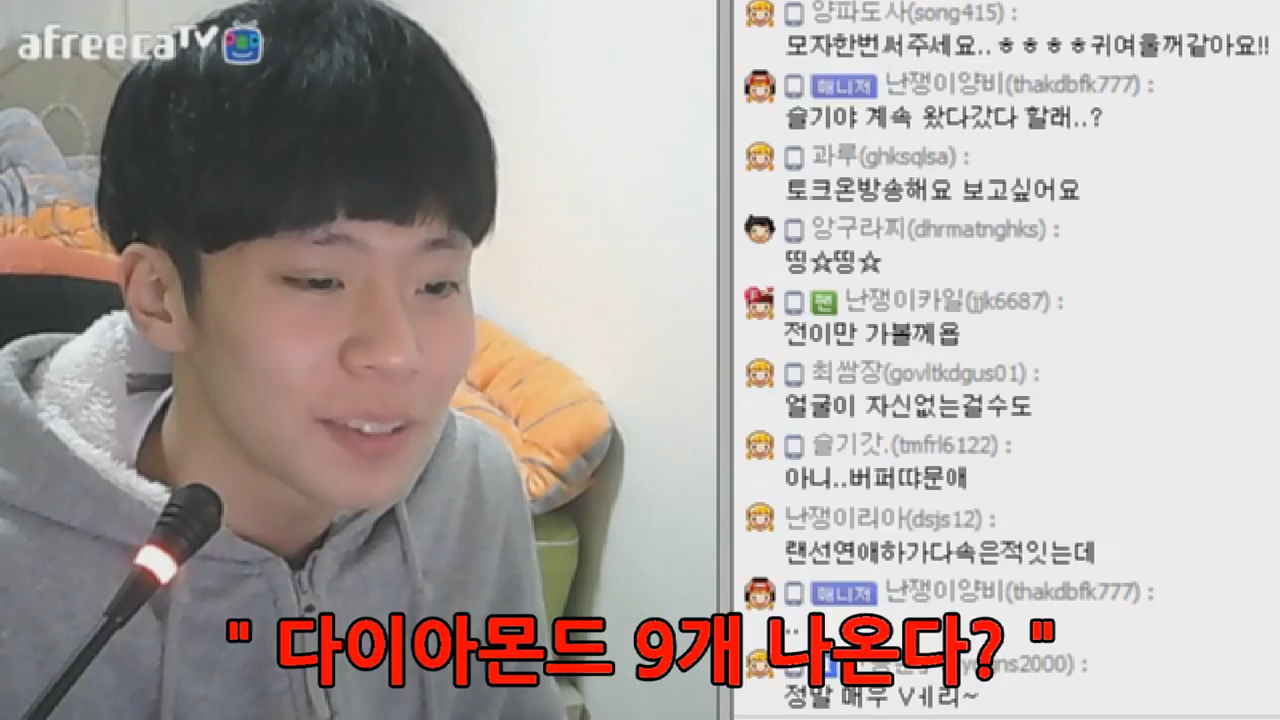 afreecaTV
양파도사(song415) :
모자한번써주세요..ㅎㅎㅎㅎ귀여울꺼같아요!!
매니저 난쟁이양비(thakdbfk777) :
슬기야 계속 왔다갔다 할래..?
과루(ghksqlsa) :
토크온방송해요 보고싶어요
앙구라찌(dhrmatnghks) :
띵☆띵☆
팬 난쟁이카일(jjk6687) :
전이만 가볼께욥
최쌈장(govltkdgus01) :
얼굴이 자신없는걸수도
슬기갓.(tmfrl6122) :
아니..버퍼땨문애
난쟁이리아(dsjs12) :
랜선연애하가다속은적잇는데
매니저 난쟁이양비(thakdbfk777) :
" 다이아몬드 9개 나온다? "
정말 매우 V네리~